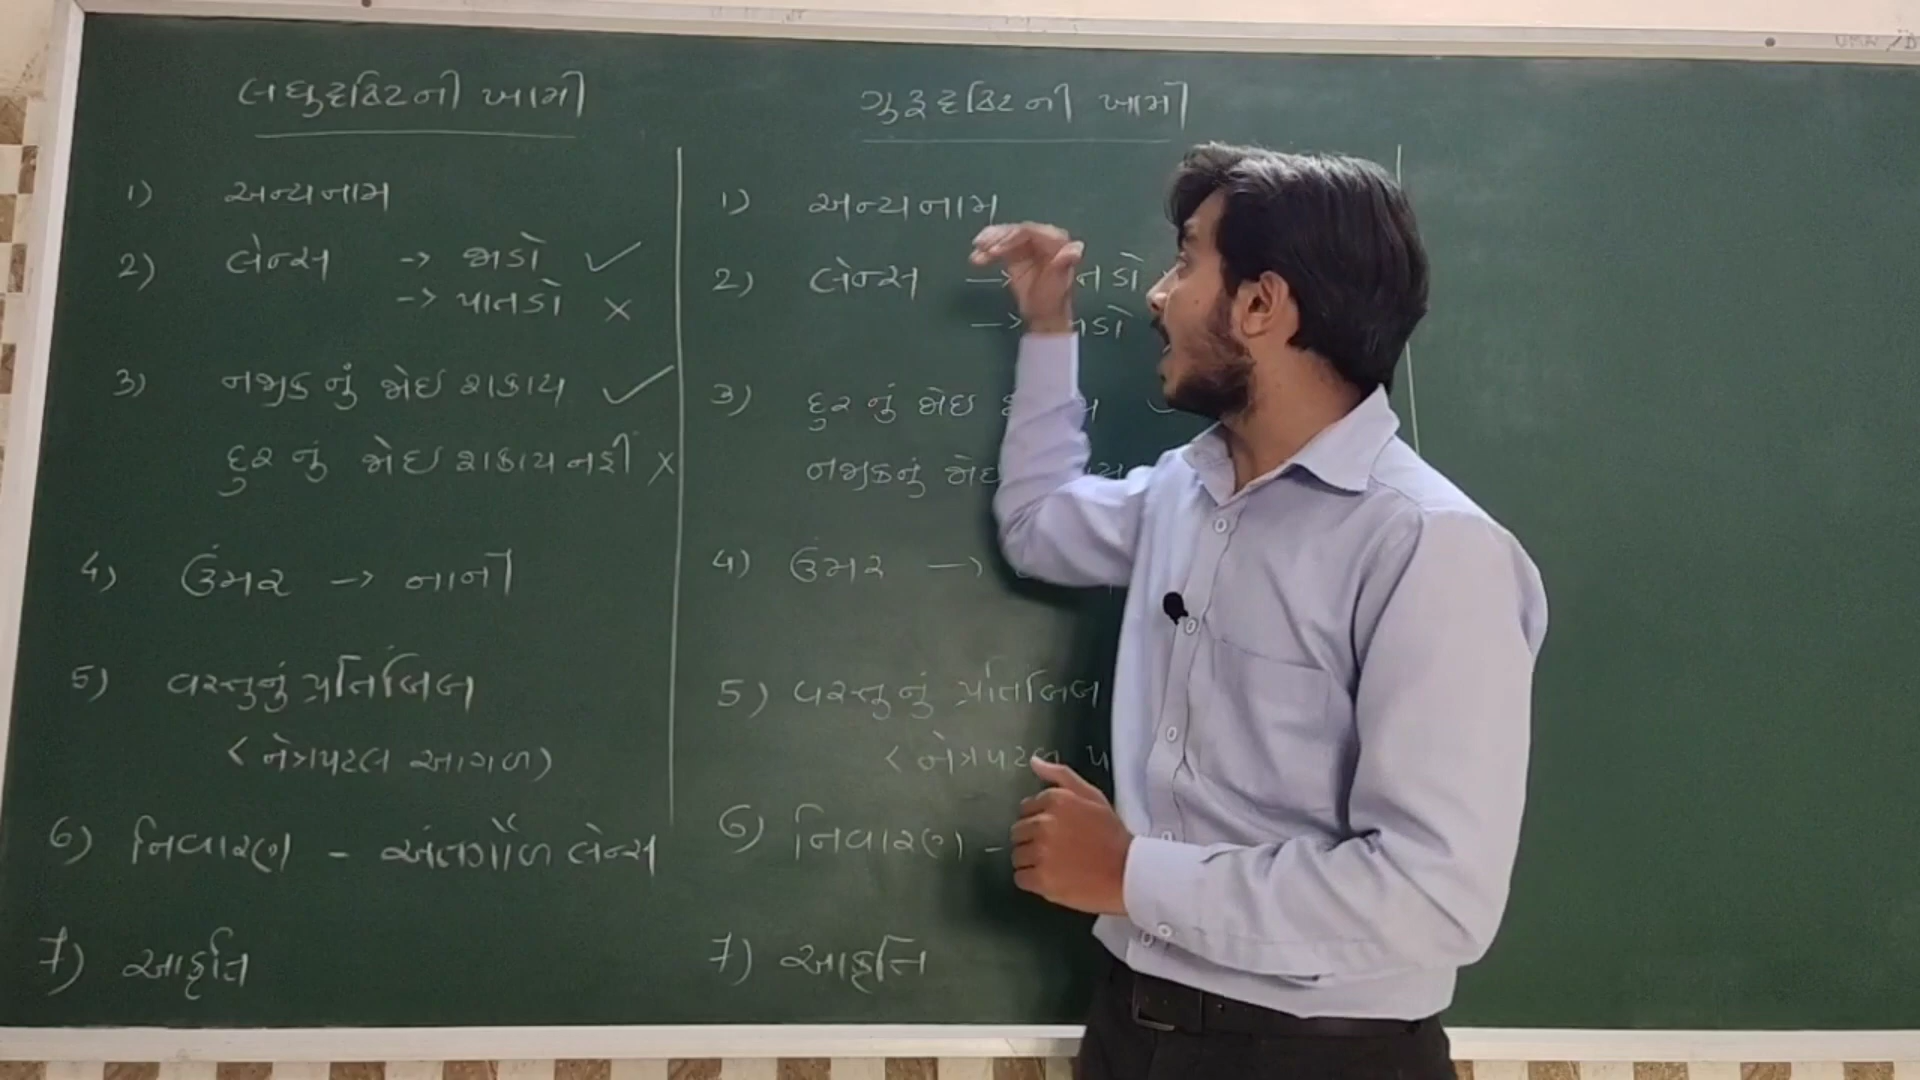 લઘુદ્રષ્ટિની ખામી
1) અન્યનામ
2) લેન્સ -> જાડો ✓
-> પાતળો ×
3) નજીકનું જોઇ શકાય ✓
દુરનું જોઇ શકાય નહીં ×
4) ઉંમર -> નાની
5) વસ્તુનું પ્રતિબિંબ
< નેત્રપટલ આગળ)
6) નિવારણ - અંતર્ગોળ લેન્સ
7) આકૃતિ
ગુરૂદ્રષ્ટિની ખામી
1) અન્યનામ
2) લેન્સ ->
->
3) દુરનું જોઇ
નજીકનું
4) ઉંમર ->
5) વસ્તુનું પ્રતિબિંબ
< નેત્રપટલ
6) નિવારણ -
7) આકૃતિ